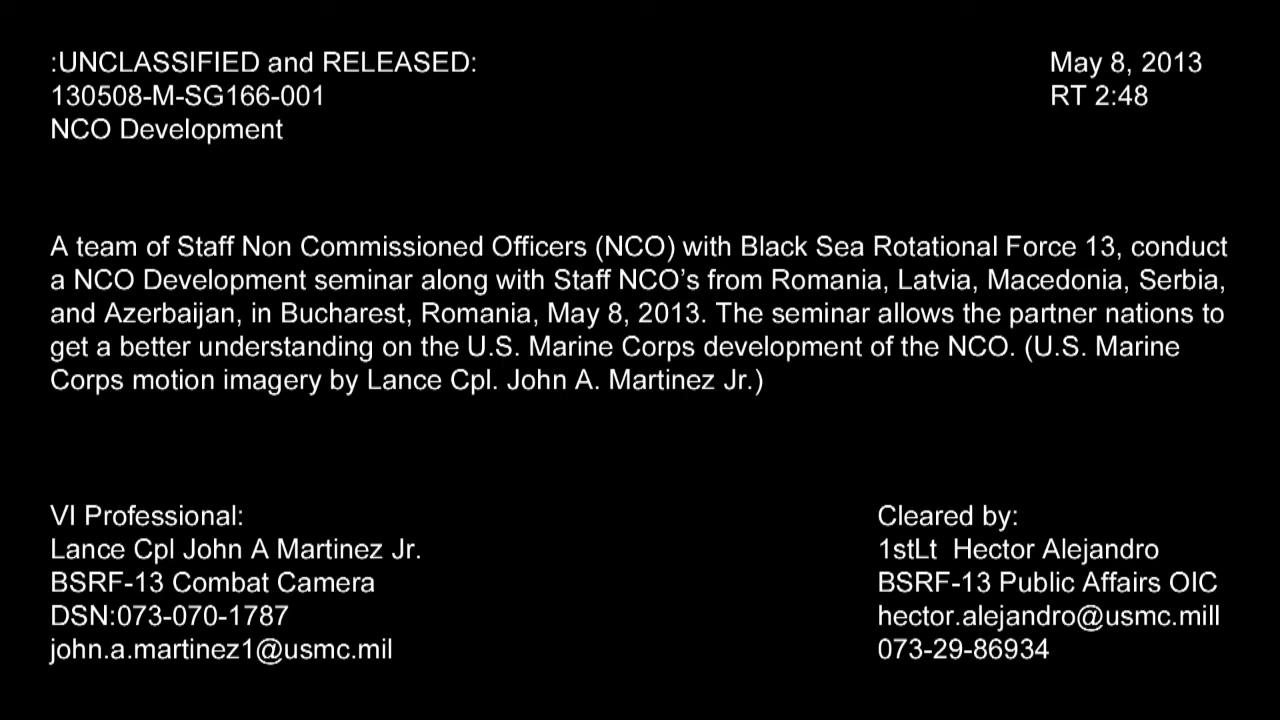 :UNCLASSIFIED and RELEASED:
130508-M-SG166-001
NCO Development
May 8, 2013
RT 2:48
A team of Staff Non Commissioned Officers (NCO) with Black Sea Rotational Force 13, conduct
a NCO Development seminar along with Staff NCO’s from Romania, Latvia, Macedonia, Serbia,
and Azerbaijan, in Bucharest, Romania, May 8, 2013. The seminar allows the partner nations to
get a better understanding on the U.S. Marine Corps development of the NCO. (U.S. Marine
Corps motion imagery by Lance Cpl. John A. Martinez Jr.)
VI Professional:
Lance Cpl John A Martinez Jr.
BSRF-13 Combat Camera
DSN:073-070-1787
john.a.martinez1@usmc.mil
Cleared by:
1stLt  Hector Alejandro
BSRF-13 Public Affairs OIC
hector.alejandro@usmc.mill
073-29-86934